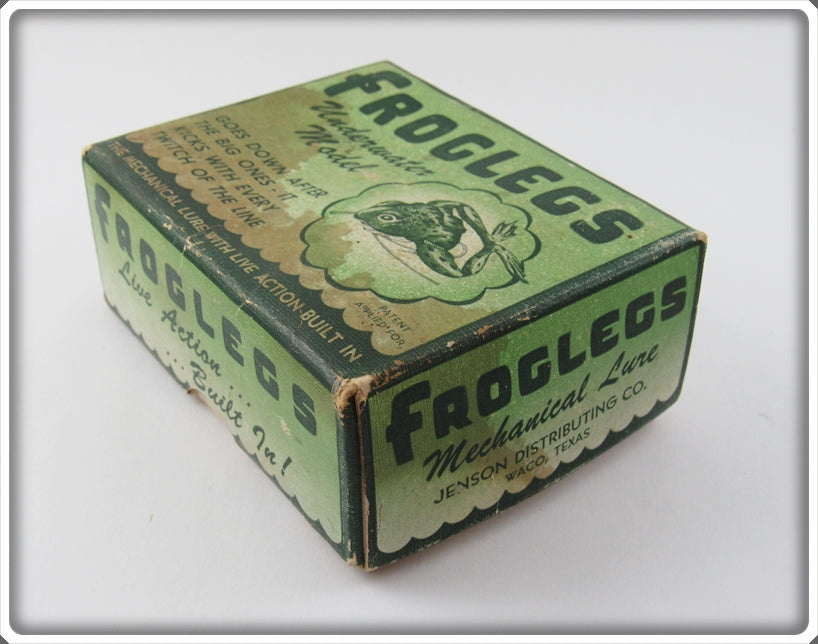 FROGLEGS
Underwater
Model
GOES DOWN AFTER
THE BIG ONES - IT
KICKS WITH EVERY
TWITCH OF THE LINE
PATENT
APPLIED FOR
THE MECHANICAL LURE WITH LIVE ACTION BUILT IN
FROGLEGS
Live Action...
...Built In!
FROGLEGS
Mechanical Lure
JENSON DISTRIBUTING CO.
WACO, TEXAS